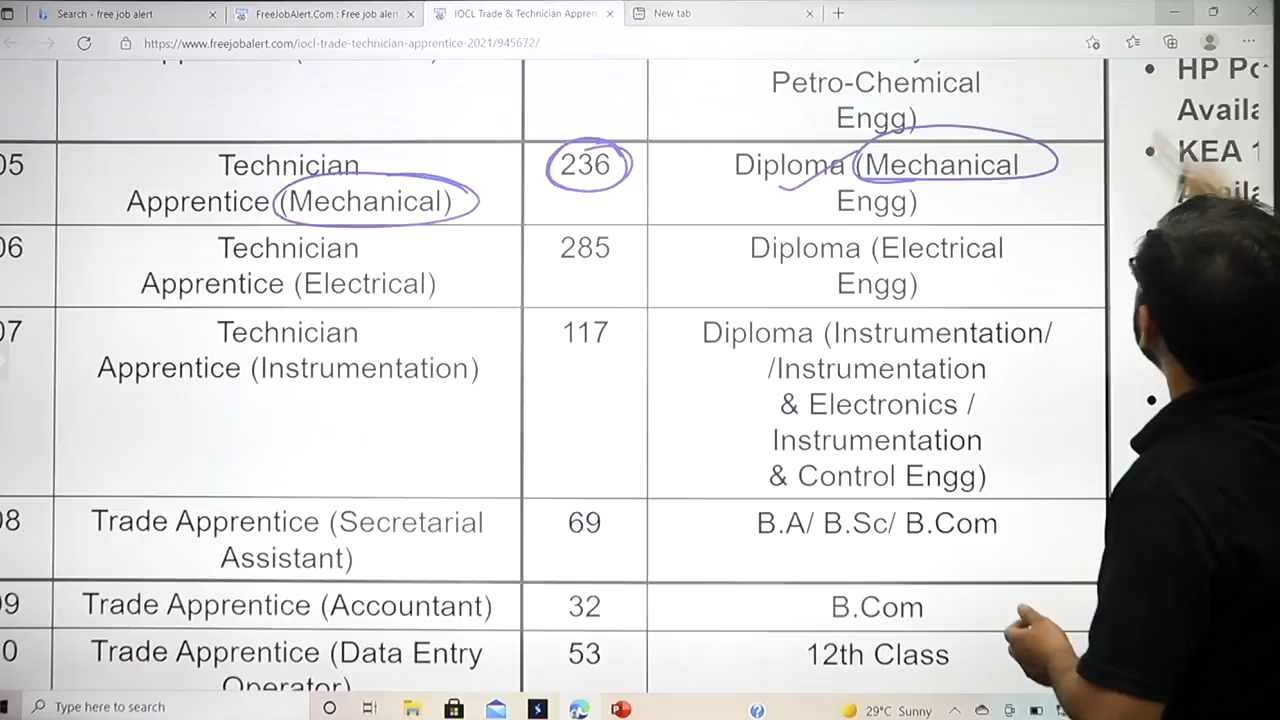 Search - free job alert
FreeJobAlert.Com : Free job alert
IOCL Trade & Technician Appren
New tab
https://www.freejobalert.com/iocl-trade-technician-apprentice-2021/945672/
Petro-Chemical
Engg)
05
Technician
Apprentice (Mechanical)
236
Diploma (Mechanical
Engg)
06
Technician
Apprentice (Electrical)
285
Diploma (Electrical
Engg)
07
Technician
Apprentice (Instrumentation)
117
Diploma (Instrumentation/
/Instrumentation
& Electronics /
Instrumentation
& Control Engg)
08
Trade Apprentice (Secretarial
Assistant)
69
B.A/ B.Sc/ B.Com
09
Trade Apprentice (Accountant)
32
B.Com
0
Trade Apprentice (Data Entry
Operator)
53
12th Class
HP Po
Availa
KEA 1
Availa
Type here to search
29°C Sunny